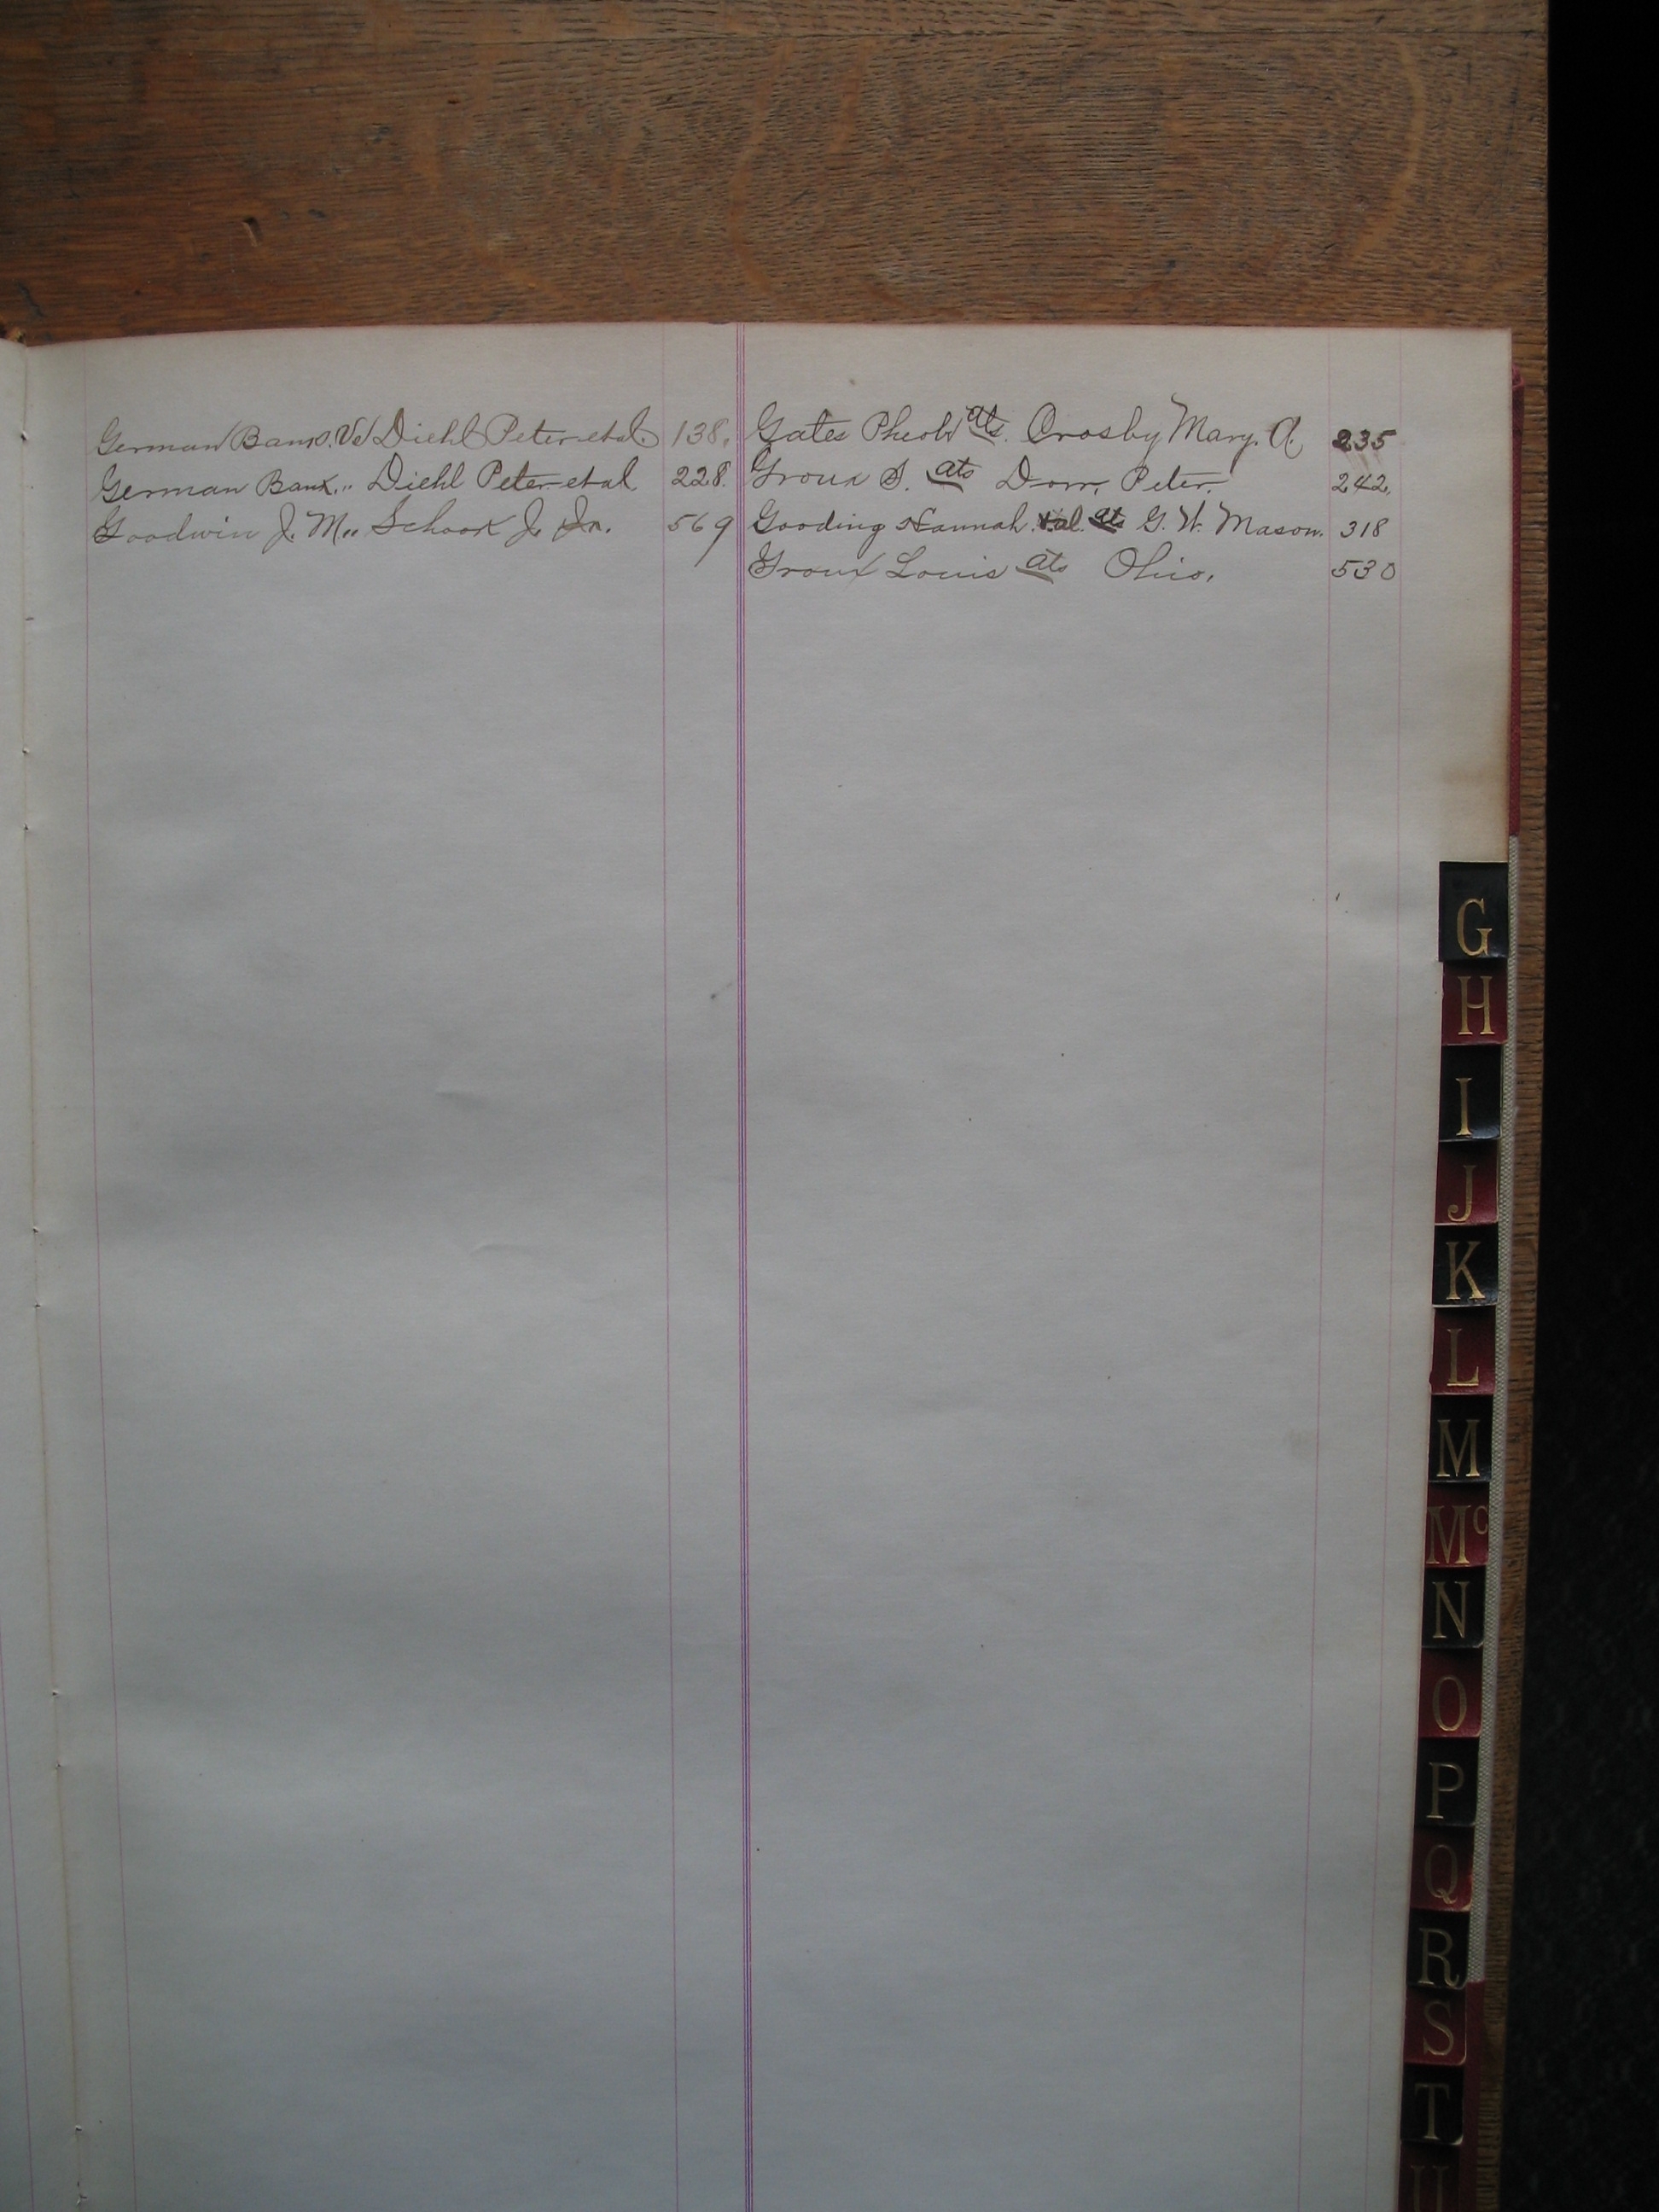 German Bank. Vs Diehl Peter et al. 138.
German Bank. " Diehl Peter et al 228.
Goodwin J. M. " Schook J. Jr. 569
Gates Pheobe ats. Crosby Mary. A. 235
Groux S. ats Dorr, Peter. 242.
Gooding Hannah. et al. ats G. W. Mason. 318
Groux Louis ats Ohio. 530
G
H
I
J
K
L
M
Mc
N
O
P
Q
R
S
T
U